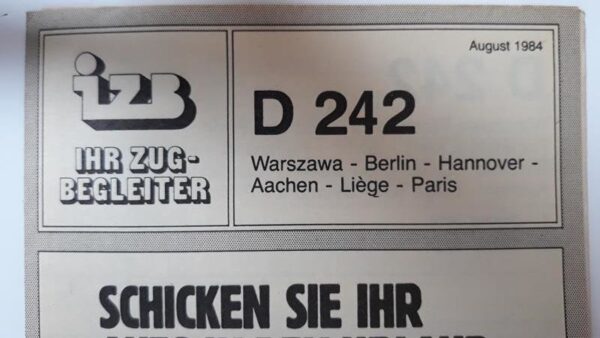 August 1984
izB
IHR ZUG-
BEGLEITER
D 242
Warszawa - Berlin - Hannover -
Aachen - Liège - Paris
SCHICKEN SIE IHR